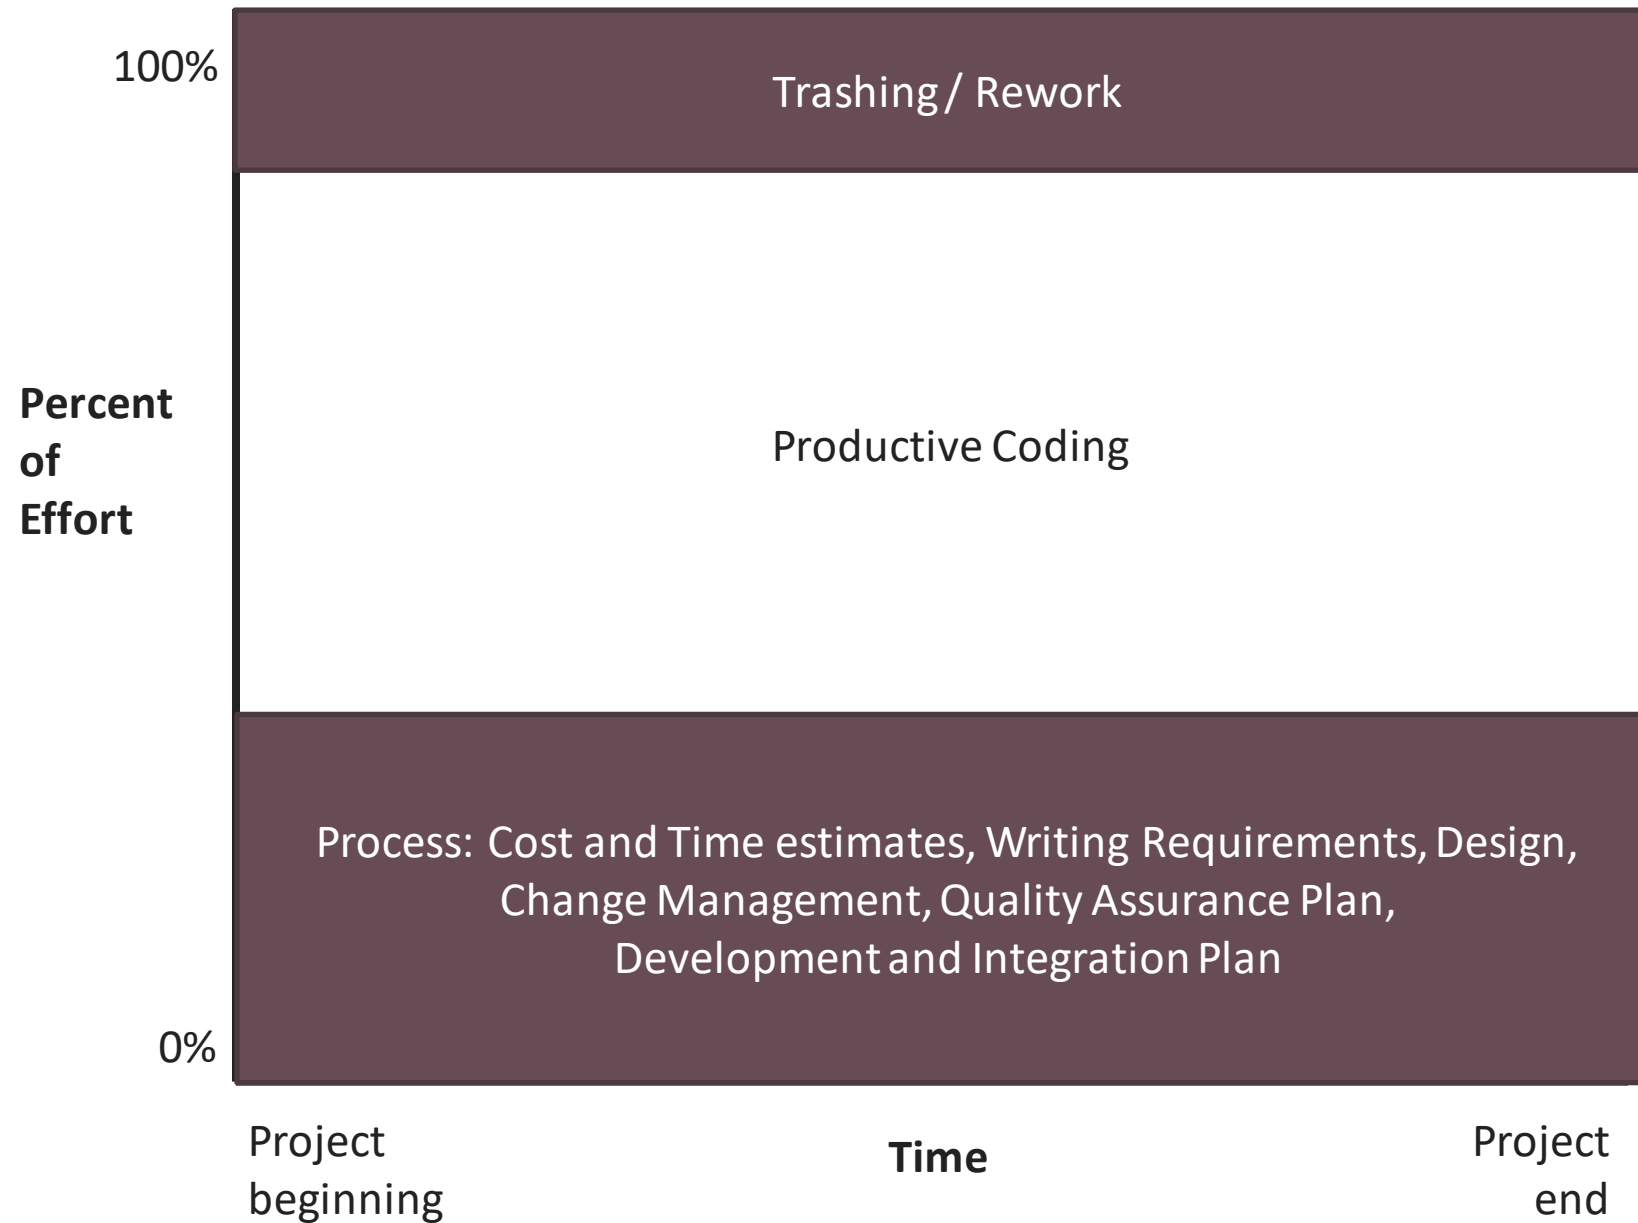 100%
Trashing / Rework
Percent
of
Effort
Productive Coding
Process: Cost and Time estimates, Writing Requirements, Design,
Change Management, Quality Assurance Plan,
Development and Integration Plan
0%
Project
beginning
Time
Project
end